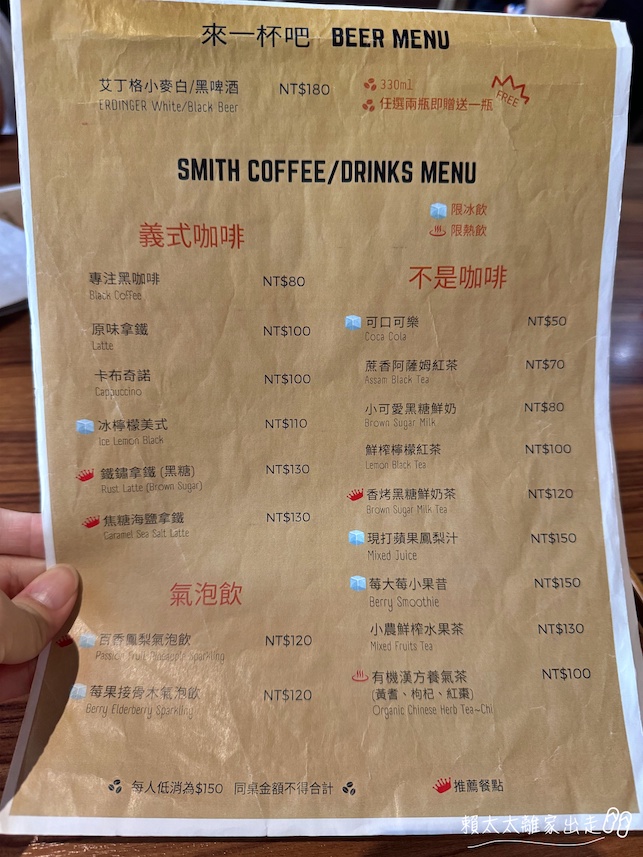 來一杯吧 BEER MENU
艾丁格小麥白/黑啤酒 NT$180
ERDINGER White/Black Beer
330ml
任選兩瓶即贈送一瓶
FREE
SMITH COFFEE/DRINKS MENU
限冰飲
限熱飲
義式咖啡
專注黑咖啡 NT$80
Black Coffee
原味拿鐵 NT$100
Latte
卡布奇諾 NT$100
Cappuccino
冰檸檬美式 NT$110
Ice Lemon Black
鐵鏽拿鐵 (黑糖) NT$130
Rust Latte (Brown Sugar)
焦糖海鹽拿鐵 NT$130
Caramel Sea Salt Latte
氣泡飲
百香鳳梨氣泡飲 NT$120
Passion Fruit Pineapple Sparkling
莓果接骨木氣泡飲 NT$120
Berry Elderberry Sparkling
不是咖啡
可口可樂 NT$50
Coca Cola
蔗香阿薩姆紅茶 NT$70
Assam Black Tea
小可愛黑糖鮮奶 NT$80
Brown Sugar Milk
鮮榨檸檬紅茶 NT$100
Lemon Black Tea
香烤黑糖鮮奶茶 NT$120
Brown Sugar Milk Tea
現打蘋果鳳梨汁 NT$150
Mixed Juice
莓大莓小果昔 NT$150
Berry Smoothie
小農鮮榨水果茶 NT$130
Mixed Fruits Tea
有機漢方養氣茶 NT$100
(黃耆、枸杞、紅棗)
Organic Chinese Herb Tea~Chi
每人低消為$150 同桌金額不得合計
推薦餐點
賴太太離家出走